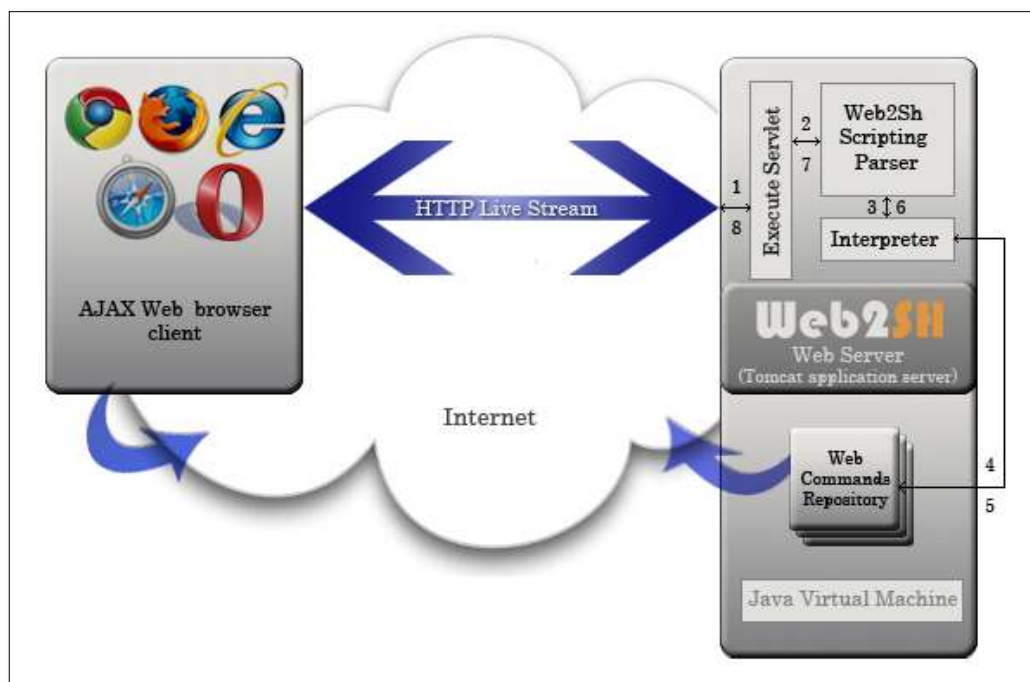 AJAX Web browser
client
HTTP Live Stream
Internet
1
8
Execute Servlet
2
7
Web2Sh
Scripting
Parser
3 6
Interpreter
Web2SH
Web Server
(Tomcat application server)
4
5
Web
Commands
Repository
Java Virtual Machine